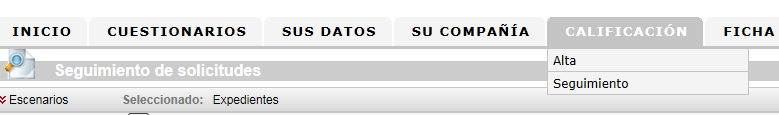 INICIO CUESTIONARIOS SUS DATOS SU COMPAÑÍA CALIFICACIÓN FICHA
Alta
Seguimiento de solicitudes
Seguimiento
Escenarios Seleccionado: Expedientes